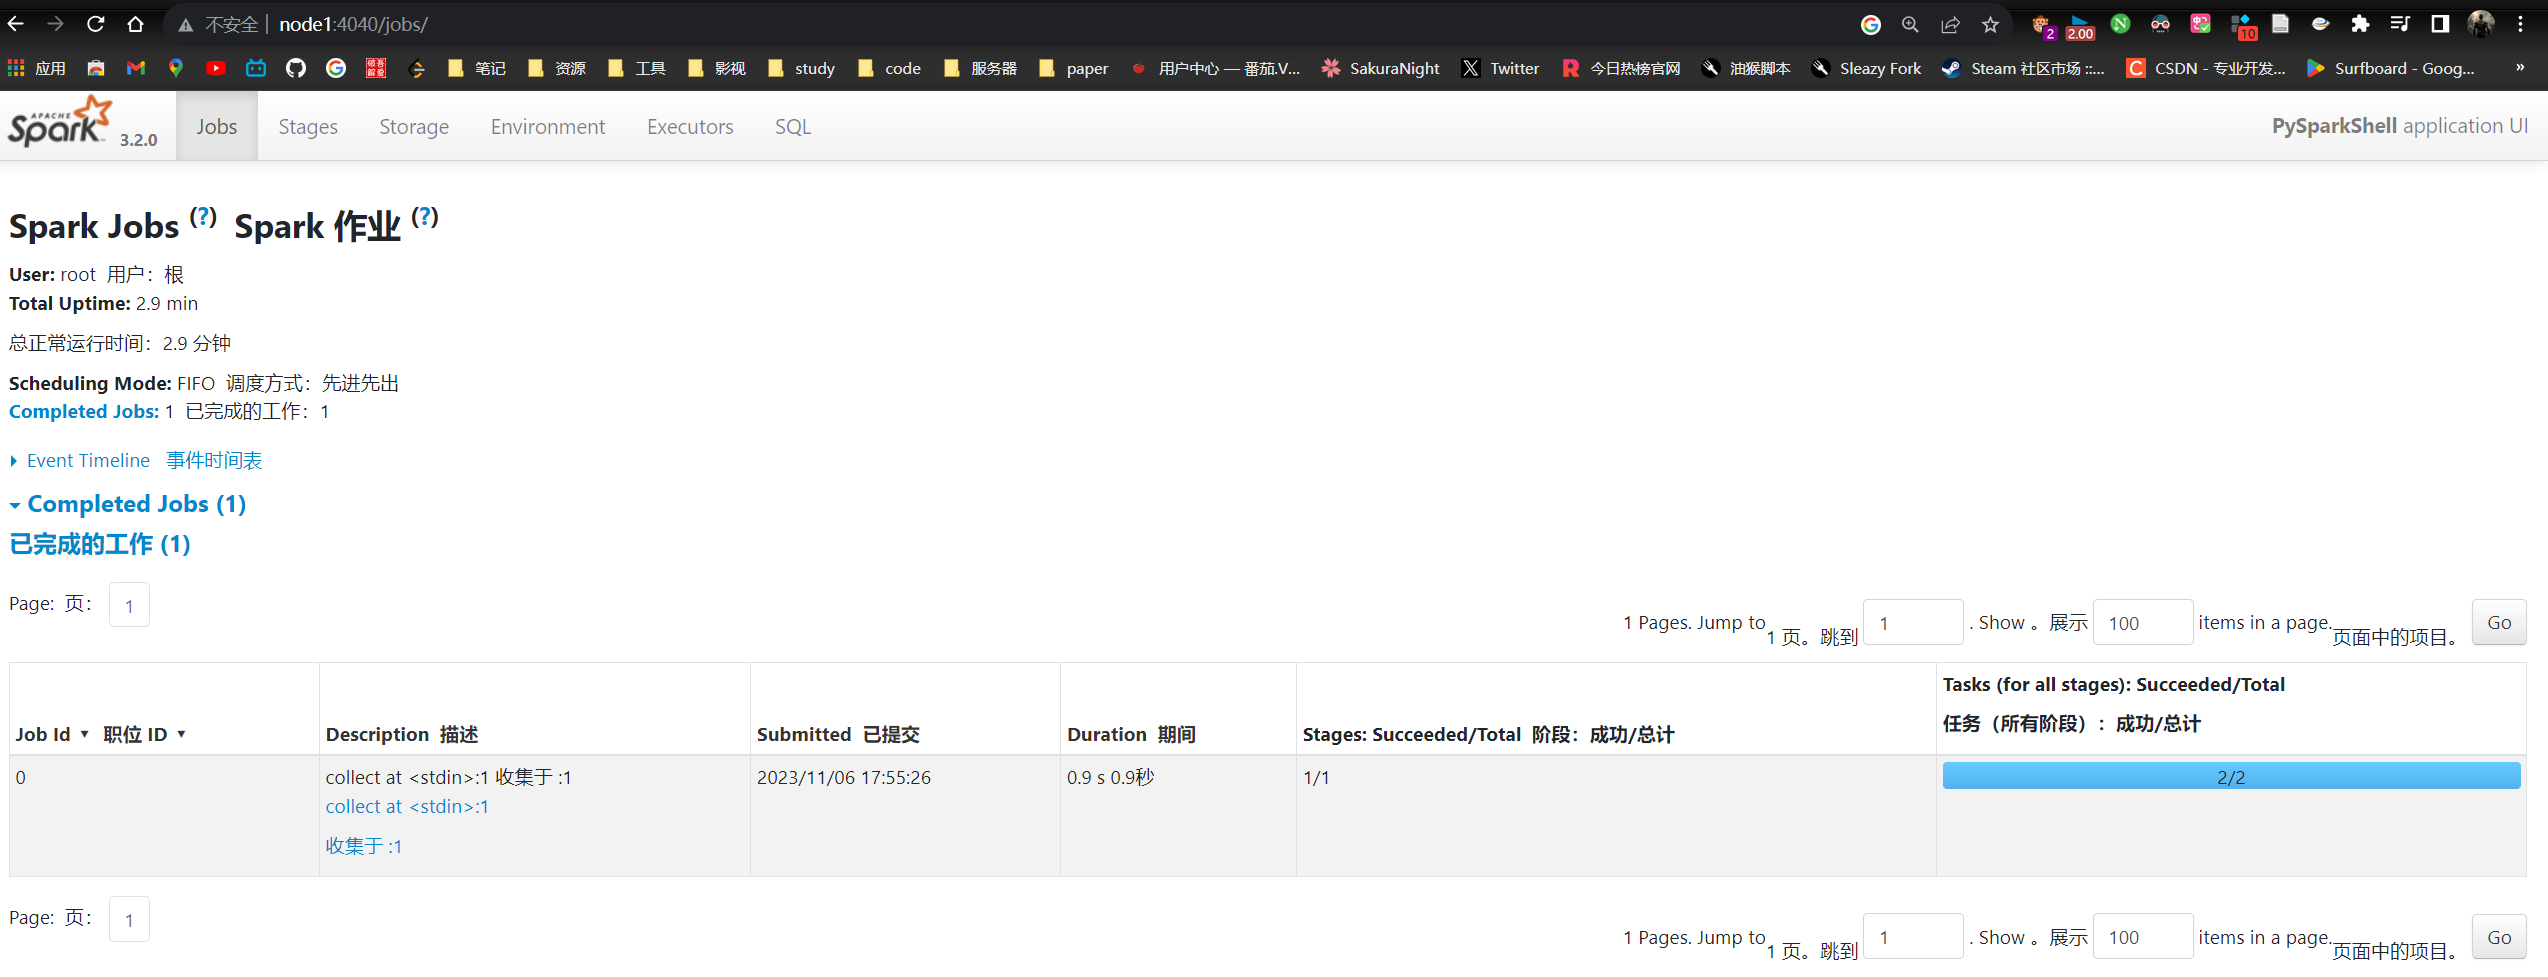 不安全 | node1:4040/jobs/
2 2.00 N 中 10
应用 破吾解爱 笔记 资源 工具 影视 study code 服务器 paper 用户中心 — 番茄.V... SakuraNight Twitter 今日热榜官网 油猴脚本 Sleazy Fork Steam 社区市场 ::... CSDN - 专业开发... Surfboard - Goog... »
APACHE Spark 3.2.0 Jobs Stages Storage Environment Executors SQL PySparkShell application UI
Spark Jobs (?) Spark 作业 (?)
User: root 用户：根
Total Uptime: 2.9 min
总正常运行时间：2.9 分钟
Scheduling Mode: FIFO 调度方式：先进先出
Completed Jobs: 1 已完成的工作：1
Event Timeline 事件时间表
Completed Jobs (1)
已完成的工作 (1)
Page: 页： 1
1 Pages. Jump to 1 页。跳到 1 . Show 。展示 100 items in a page. 页面中的项目。 Go
Job Id ▼ 职位 ID ▼ Description 描述 Submitted 已提交 Duration 期间 Stages: Succeeded/Total 阶段：成功/总计 Tasks (for all stages): Succeeded/Total
任务（所有阶段）：成功/总计
0 collect at <stdin>:1 收集于 :1 2023/11/06 17:55:26 0.9 s 0.9秒 1/1 2/2
collect at <stdin>:1
收集于 :1
Page: 页： 1
1 Pages. Jump to 1 页。跳到 1 . Show 。展示 100 items in a page. 页面中的项目。 Go